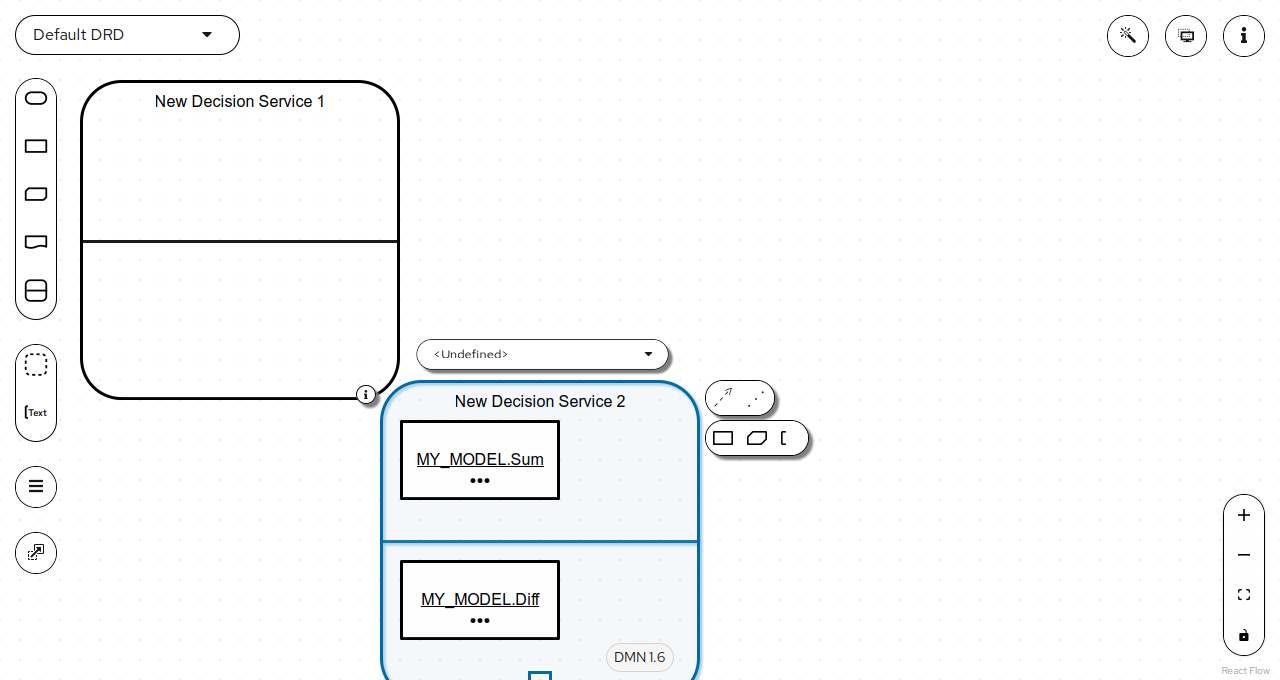 Default DRD
New Decision Service 1
[Text
<Undefined>
New Decision Service 2
MY_MODEL.Sum
MY_MODEL.Diff
DMN 1.6
React Flow